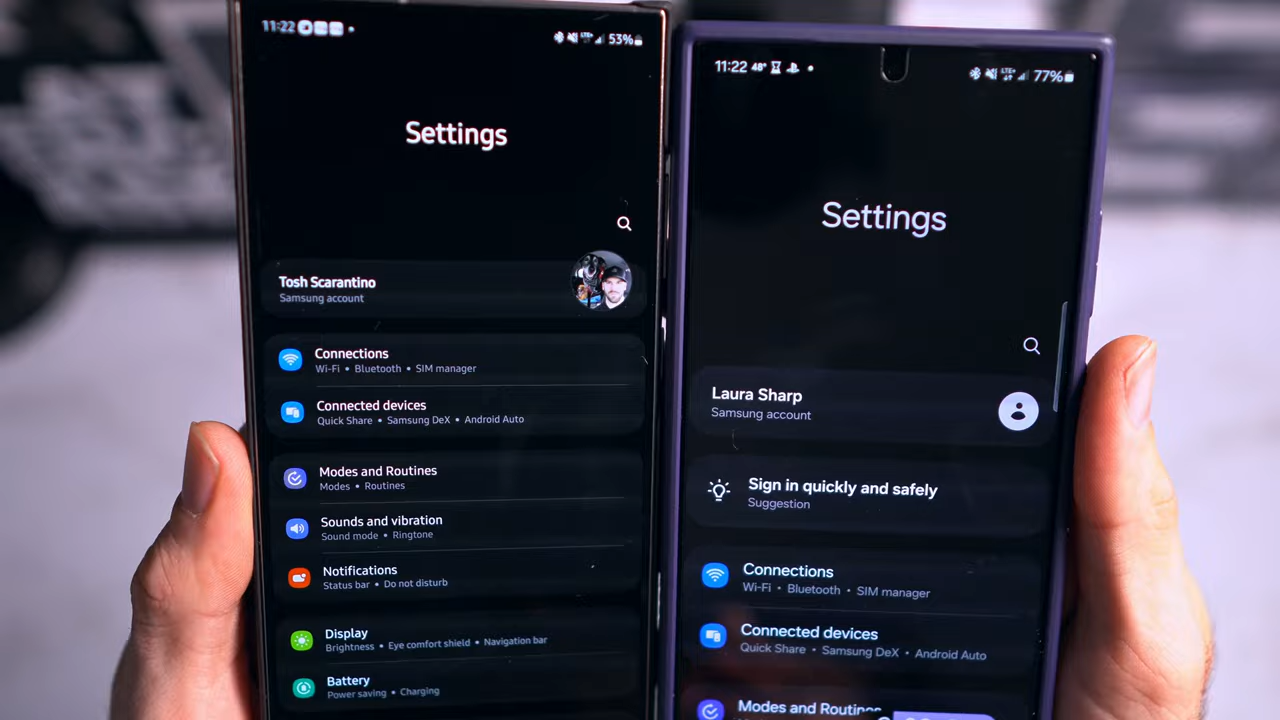 11:22
53%
Settings
Tosh Scarantino
Samsung account
Connections
Wi-Fi • Bluetooth • SIM manager
Connected devices
Quick Share • Samsung DeX • Android Auto
Modes and Routines
Modes • Routines
Sounds and vibration
Sound mode • Ringtone
Notifications
Status bar • Do not disturb
Display
Brightness • Eye comfort shield • Navigation bar
Battery
Power saving • Charging
11:22 48°
LTE+ 77%
Settings
Laura Sharp
Samsung account
Sign in quickly and safely
Suggestion
Connections
Wi-Fi • Bluetooth • SIM manager
Connected devices
Quick Share • Samsung DeX • Android Auto
Modes and Routines